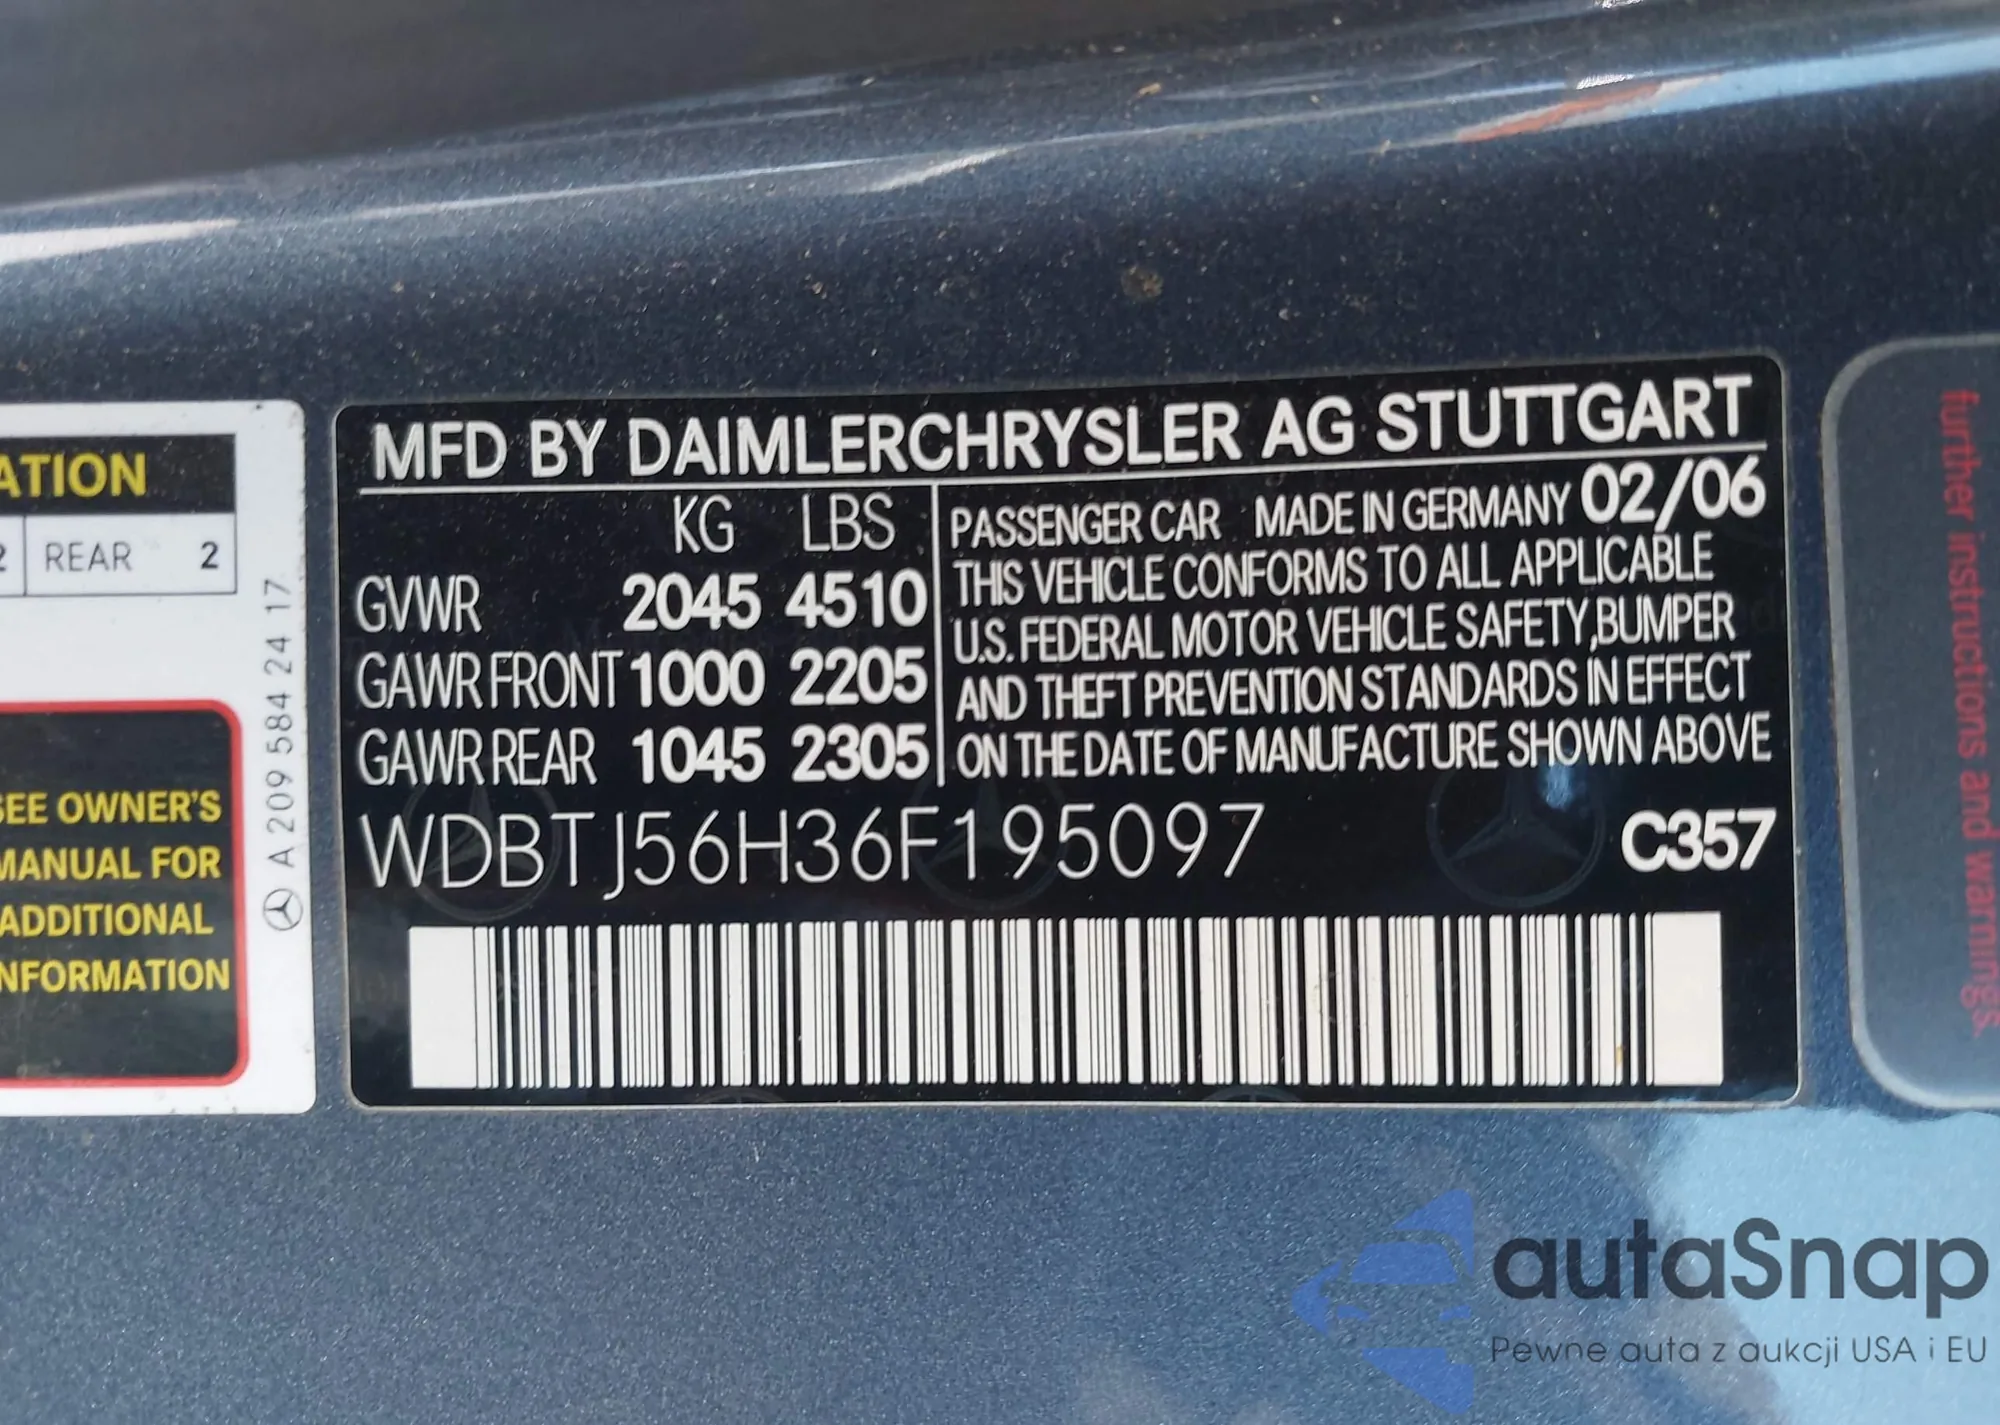 ATION
2 REAR 2
SEE OWNER'S
MANUAL FOR
ADDITIONAL
INFORMATION
A 209 584 24 17
MFD BY DAIMLERCHRYSLER AG STUTTGART
KG LBS
GVWR 2045 4510
GAWR FRONT 1000 2205
GAWR REAR 1045 2305
PASSENGER CAR MADE IN GERMANY 02/06
THIS VEHICLE CONFORMS TO ALL APPLICABLE
U.S. FEDERAL MOTOR VEHICLE SAFETY, BUMPER
AND THEFT PREVENTION STANDARDS IN EFFECT
ON THE DATE OF MANUFACTURE SHOWN ABOVE
WDBTJ56H36F195097 C357
further instructions and warnings.
autaSnap
Pewne auta z aukcji USA i EU